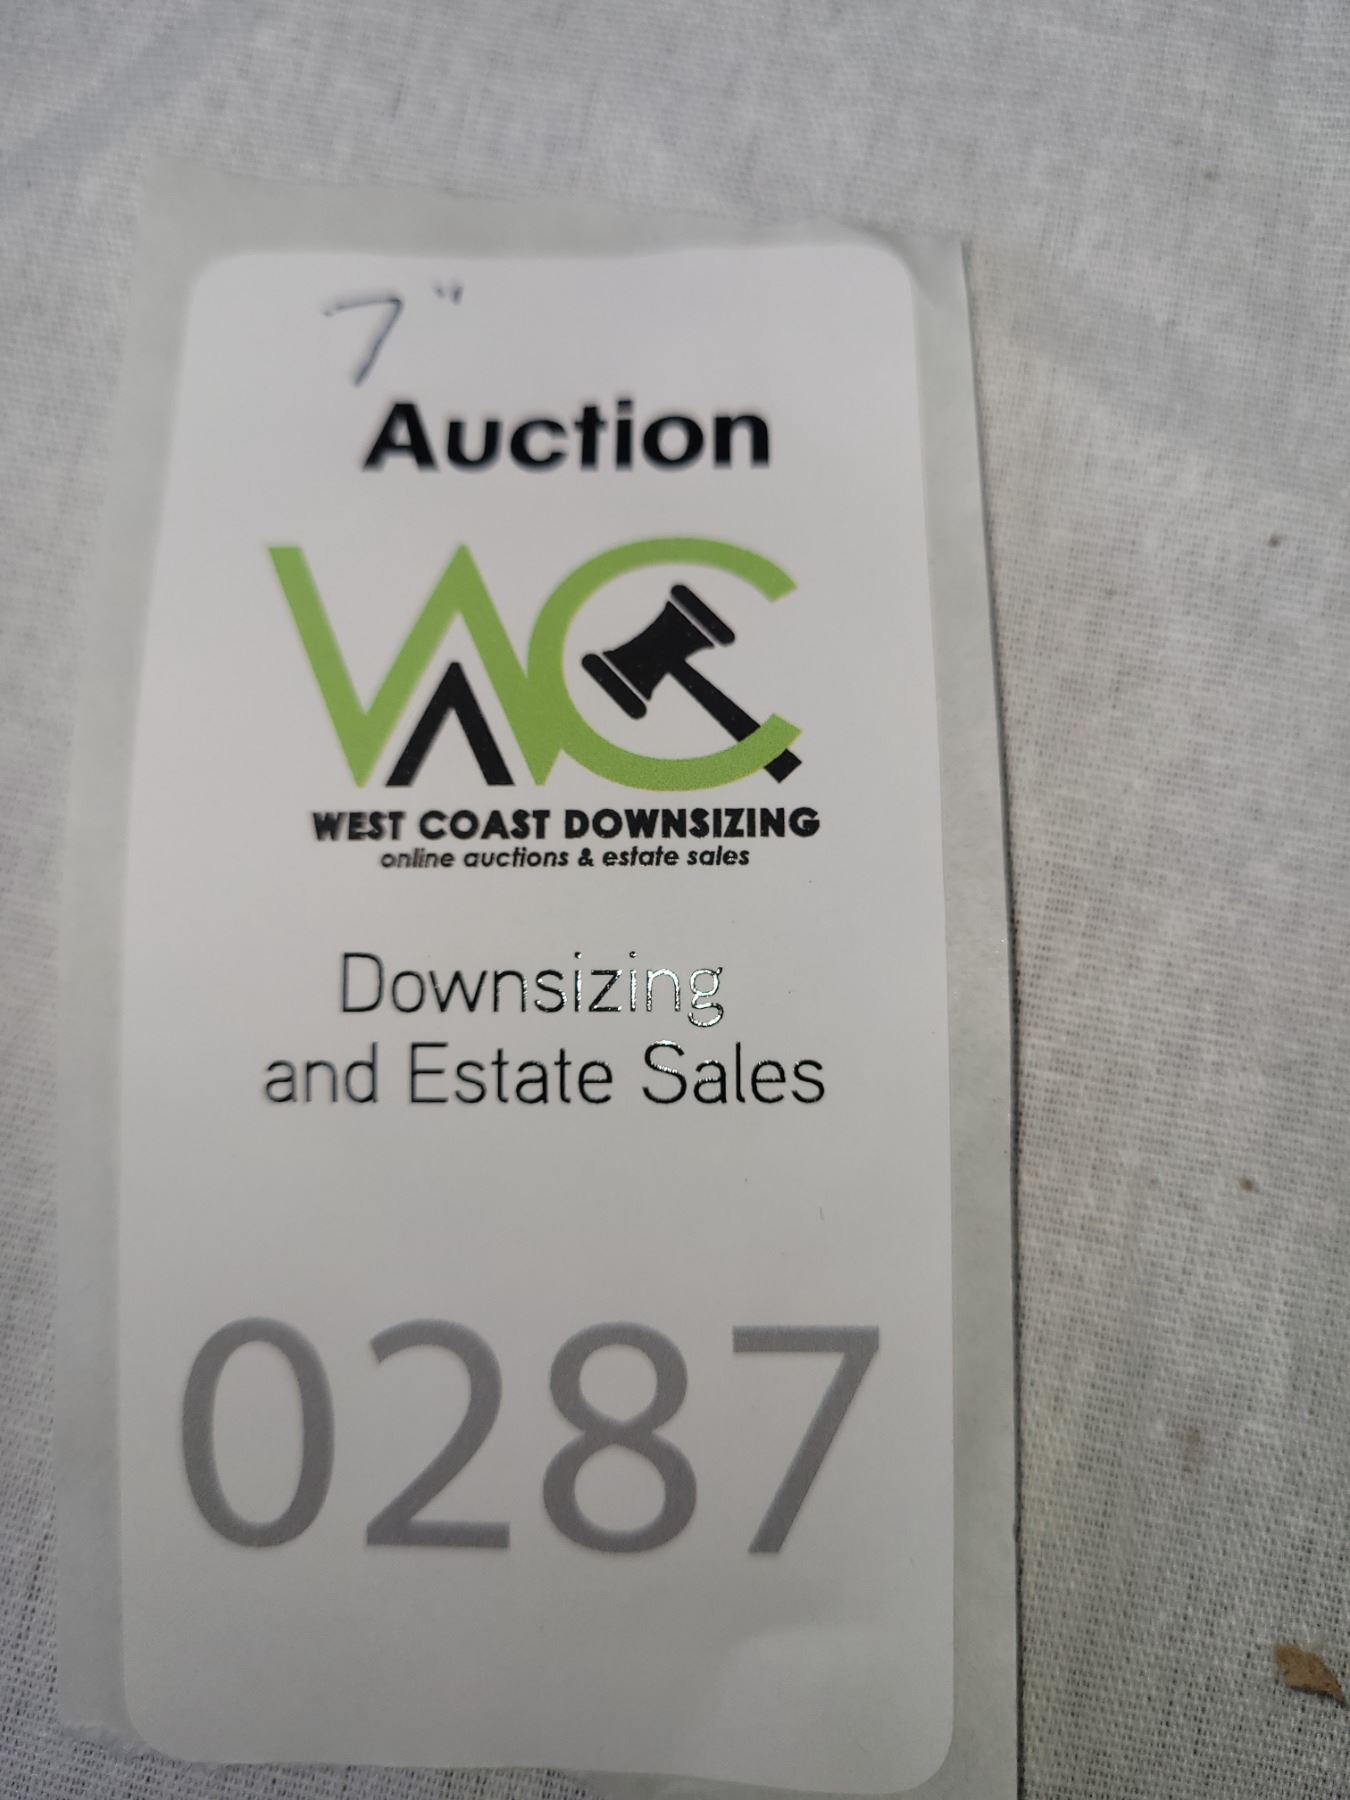 7"
Auction
WC
WEST COAST DOWNSIZING
online auctions & estate sales
Downsizing
and Estate Sales
0287